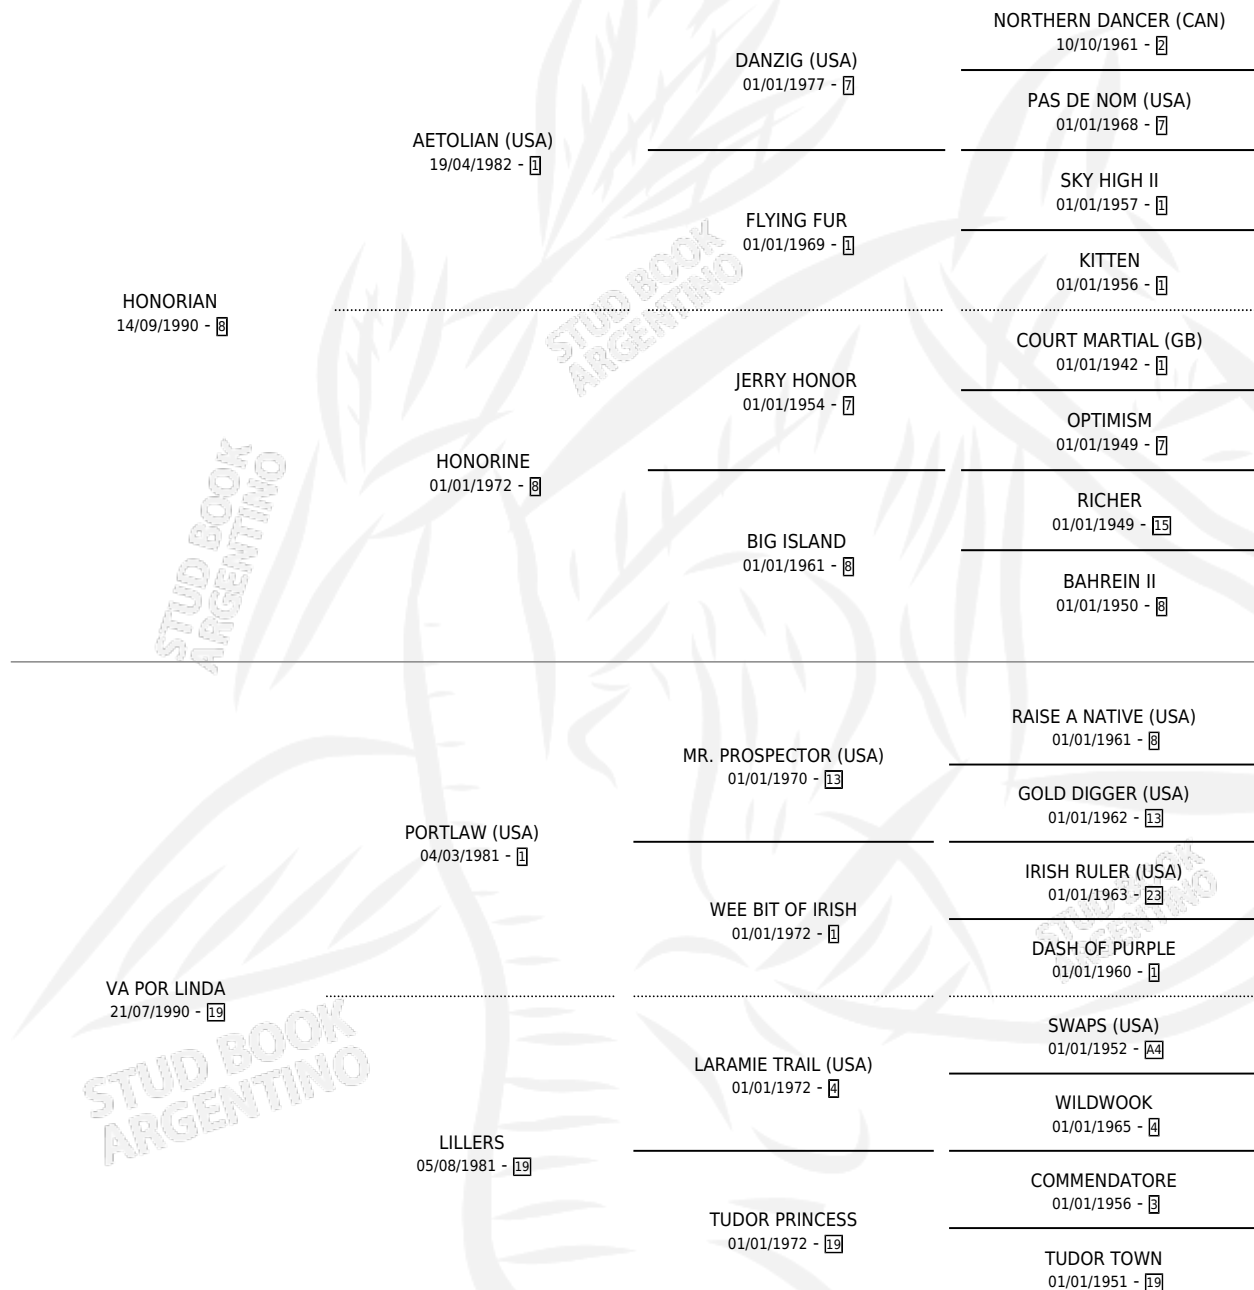 NORTHERN DANCER (CAN)
10/10/1961 - 2
DANZIG (USA)
01/01/1977 - 7
PAS DE NOM (USA)
01/01/1968 - 7
AETOLIAN (USA)
19/04/1982 - 1
SKY HIGH II
01/01/1957 - 1
FLYING FUR
01/01/1969 - 1
KITTEN
01/01/1956 - 1
HONORIAN
14/09/1990 - 8
COURT MARTIAL (GB)
01/01/1942 - 1
JERRY HONOR
01/01/1954 - 7
OPTIMISM
01/01/1949 - 7
HONORINE
01/01/1972 - 8
RICHER
01/01/1949 - 15
BIG ISLAND
01/01/1961 - 8
BAHREIN II
01/01/1950 - 8
STUD BOOK
ARGENTINO
STUD BOOK
ARGENTINO
RAISE A NATIVE (USA)
01/01/1961 - 8
MR. PROSPECTOR (USA)
01/01/1970 - 13
GOLD DIGGER (USA)
01/01/1962 - 13
PORTLAW (USA)
04/03/1981 - 1
IRISH RULER (USA)
01/01/1963 - 23
WEE BIT OF IRISH
01/01/1972 - 1
DASH OF PURPLE
01/01/1960 - 1
VA POR LINDA
21/07/1990 - 19
SWAPS (USA)
01/01/1952 - A4
LARAMIE TRAIL (USA)
01/01/1972 - 4
WILDWOOK
01/01/1965 - 4
LILLERS
05/08/1981 - 19
COMMENDATORE
01/01/1956 - 3
TUDOR PRINCESS
01/01/1972 - 19
TUDOR TOWN
01/01/1951 - 19
STUD BOOK
ARGENTINO
STUD BOOK
ARGENTINO